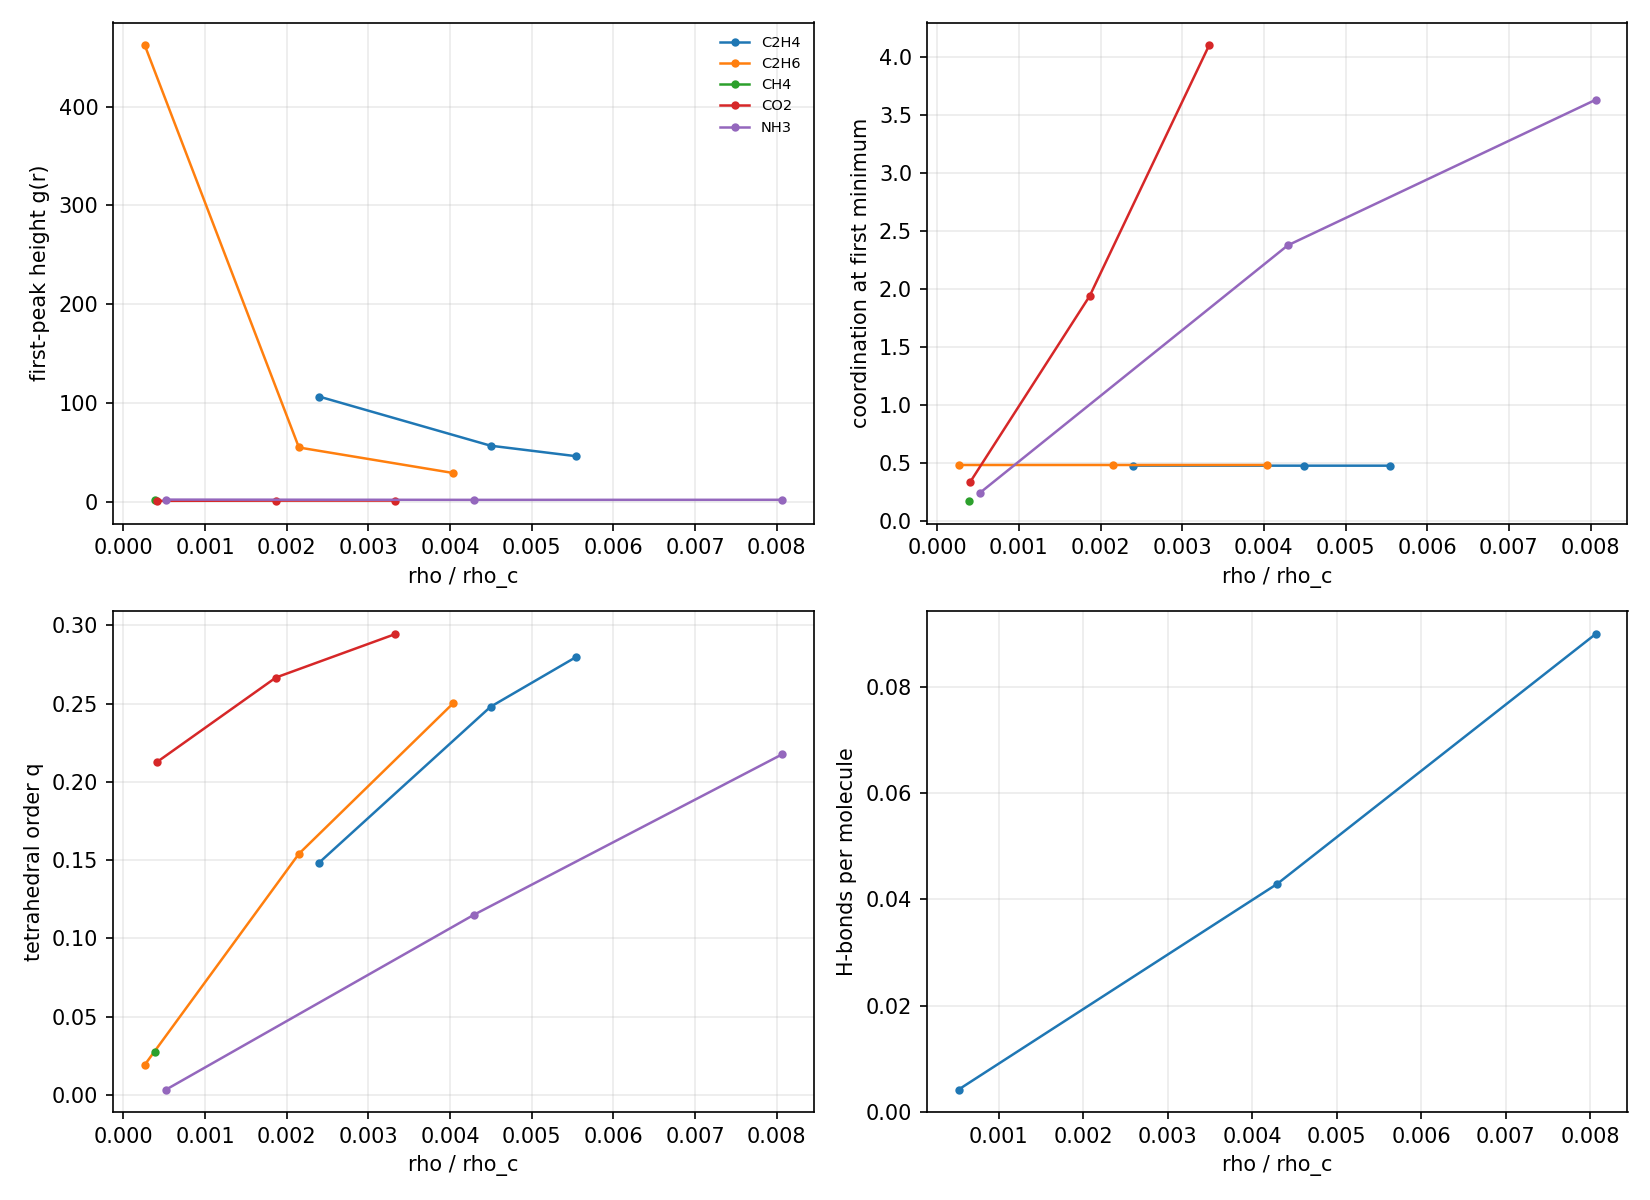 first-peak height g(r)
400
300
200
100
0
C2H4
C2H6
CH4
CO2
NH3
0.000 0.001 0.002 0.003 0.004 0.005 0.006 0.007 0.008
rho / rho_c
coordination at first minimum
4.0
3.5
3.0
2.5
2.0
1.5
1.0
0.5
0.0
0.000 0.001 0.002 0.003 0.004 0.005 0.006 0.007 0.008
rho / rho_c
tetrahedral order q
0.30
0.25
0.20
0.15
0.10
0.05
0.00
0.000 0.001 0.002 0.003 0.004 0.005 0.006 0.007 0.008
rho / rho_c
H-bonds per molecule
0.08
0.06
0.04
0.02
0.00
0.001 0.002 0.003 0.004 0.005 0.006 0.007 0.008
rho / rho_c